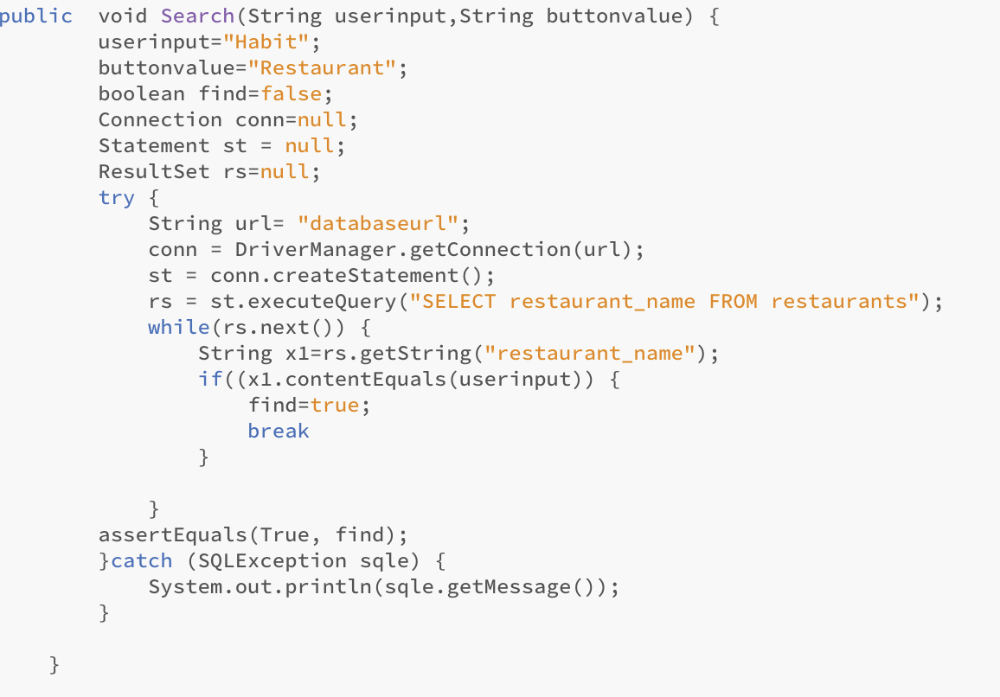 public  void Search(String userinput,String buttonvalue) {
        userinput="Habit";
        buttonvalue="Restaurant";
        boolean find=false;
        Connection conn=null;
        Statement st = null;
        ResultSet rs=null;
        try {
            String url= "databaseurl";
            conn = DriverManager.getConnection(url);
            st = conn.createStatement();
            rs = st.executeQuery("SELECT restaurant_name FROM restaurants");
            while(rs.next()) {
                String x1=rs.getString("restaurant_name");
                if((x1.contentEquals(userinput)) {
                    find=true;
                    break
                }

            }
        assertEquals(True, find);
        }catch (SQLException sqle) {
            System.out.println(sqle.getMessage());
        }

    }